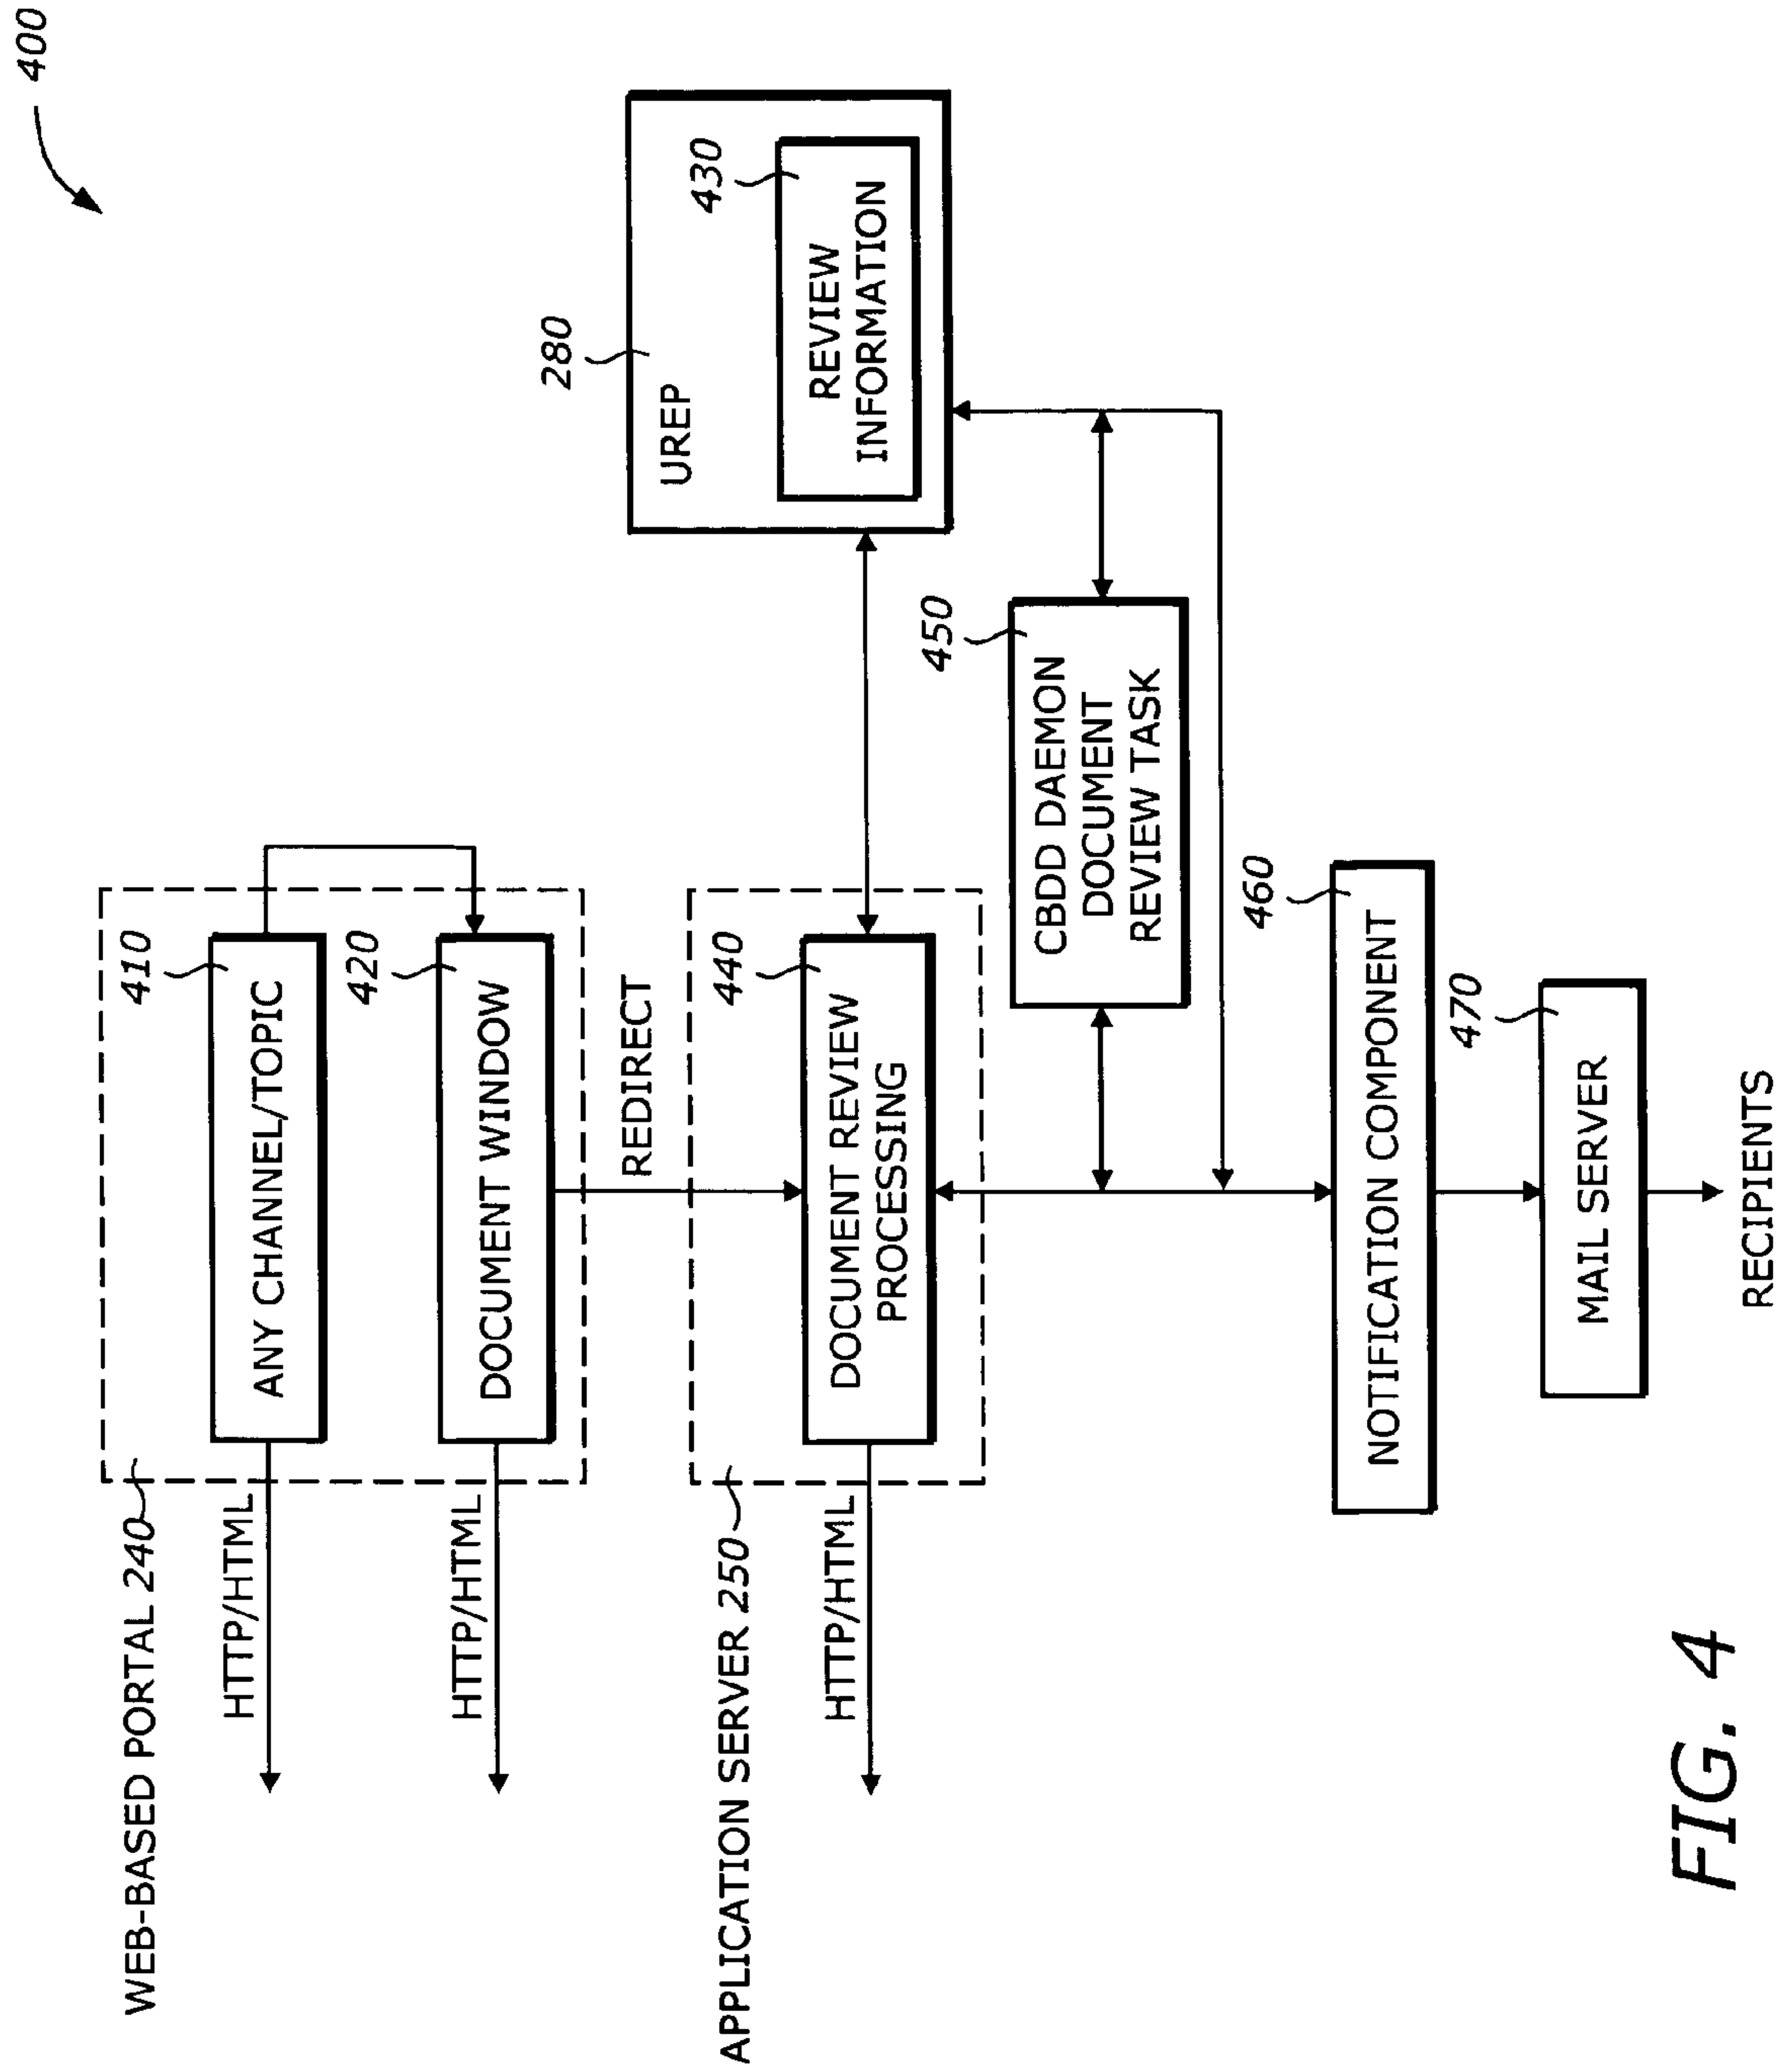 400
WEB-BASED PORTAL 240
410
ANY CHANNEL/TOPIC
HTTP/HTML
420
DOCUMENT WINDOW
HTTP/HTML
REDIRECT
280
UREP
430
REVIEW
INFORMATION
APPLICATION SERVER 250
440
DOCUMENT REVIEW
PROCESSING
HTTP/HTML
450
CBDD DAEMON
DOCUMENT
REVIEW TASK
460
NOTIFICATION COMPONENT
470
MAIL SERVER
RECIPIENTS
FIG. 4